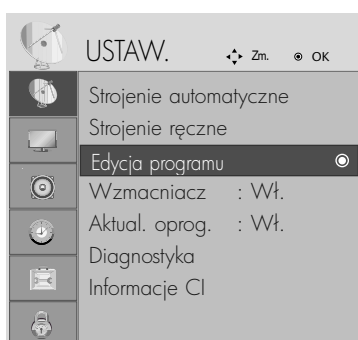 USTAW.
Zm. OK
Strojenie automatyczne
Strojenie ręczne
Edycja programu
Wzmacniacz : Wł.
Aktual. oprog. : Wł.
Diagnostyka
Informacje CI